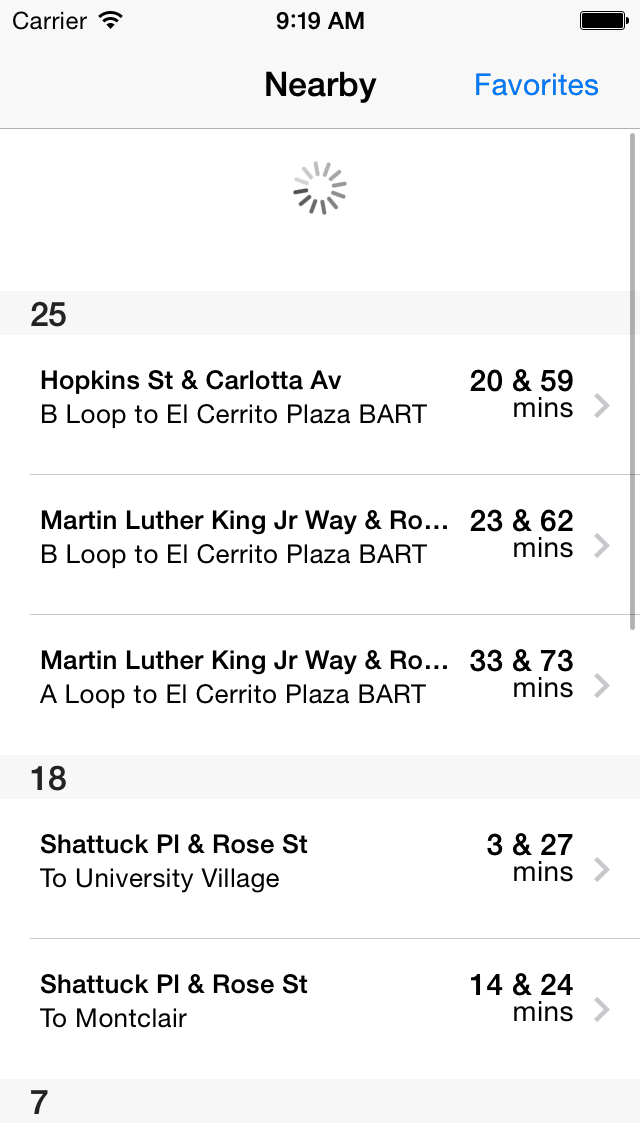 Carrier 9:19 AM
Nearby Favorites
25
Hopkins St & Carlotta Av 20 & 59
B Loop to El Cerrito Plaza BART mins
Martin Luther King Jr Way & Ro... 23 & 62
B Loop to El Cerrito Plaza BART mins
Martin Luther King Jr Way & Ro... 33 & 73
A Loop to El Cerrito Plaza BART mins
18
Shattuck Pl & Rose St 3 & 27
To University Village mins
Shattuck Pl & Rose St 14 & 24
To Montclair mins
7